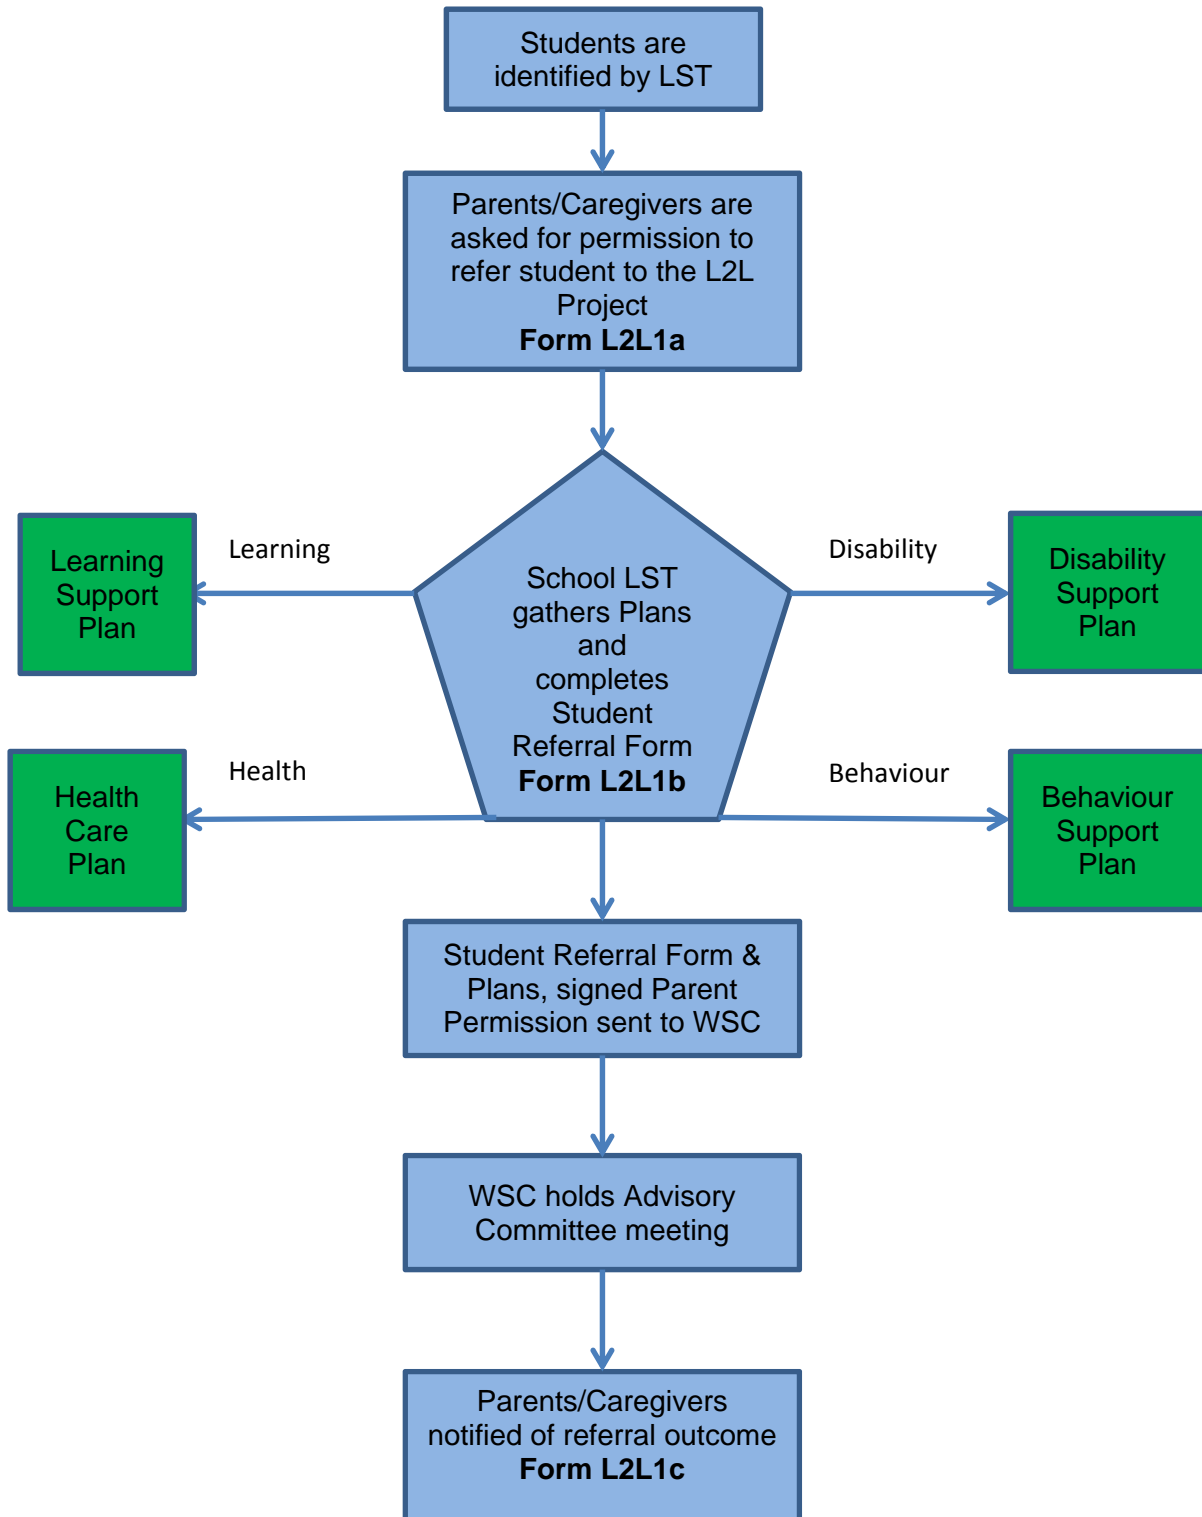 Students are
identified by LST
Parents/Caregivers are
asked for permission to
refer student to the L2L
Project
Form L2L1a
Learning
Learning
Support
Plan
Disability
Disability
Support
Plan
School LST
gathers Plans
and
completes
Student
Referral Form
Form L2L1b
Health
Health
Care
Plan
Behaviour
Behaviour
Support
Plan
Student Referral Form &
Plans, signed Parent
Permission sent to WSC
WSC holds Advisory
Committee meeting
Parents/Caregivers
notified of referral outcome
Form L2L1c